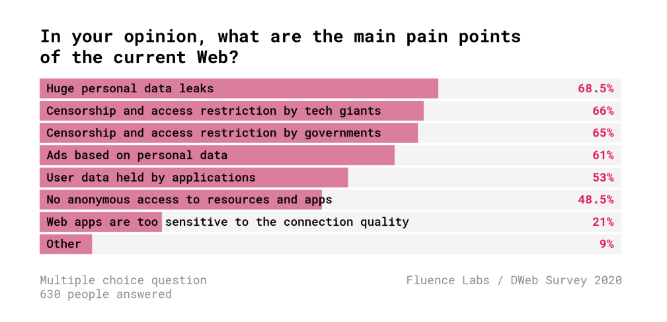 In your opinion, what are the main pain points
of the current Web?
Huge personal data leaks 68.5%
Censorship and access restriction by tech giants 66%
Censorship and access restriction by governments 65%
Ads based on personal data 61%
User data held by applications 53%
No anonymous access to resources and apps 48.5%
Web apps are too sensitive to the connection quality 21%
Other 9%
Multiple choice question Fluence Labs / DWeb Survey 2020
630 people answered